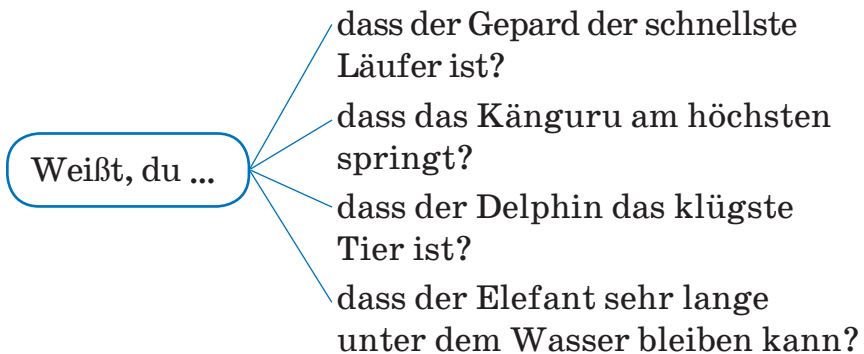 Weißt, du ...
dass der Gepard der schnellste
Läufer ist?
dass das Känguru am höchsten
springt?
dass der Delphin das klügste
Tier ist?
dass der Elefant sehr lange
unter dem Wasser bleiben kann?